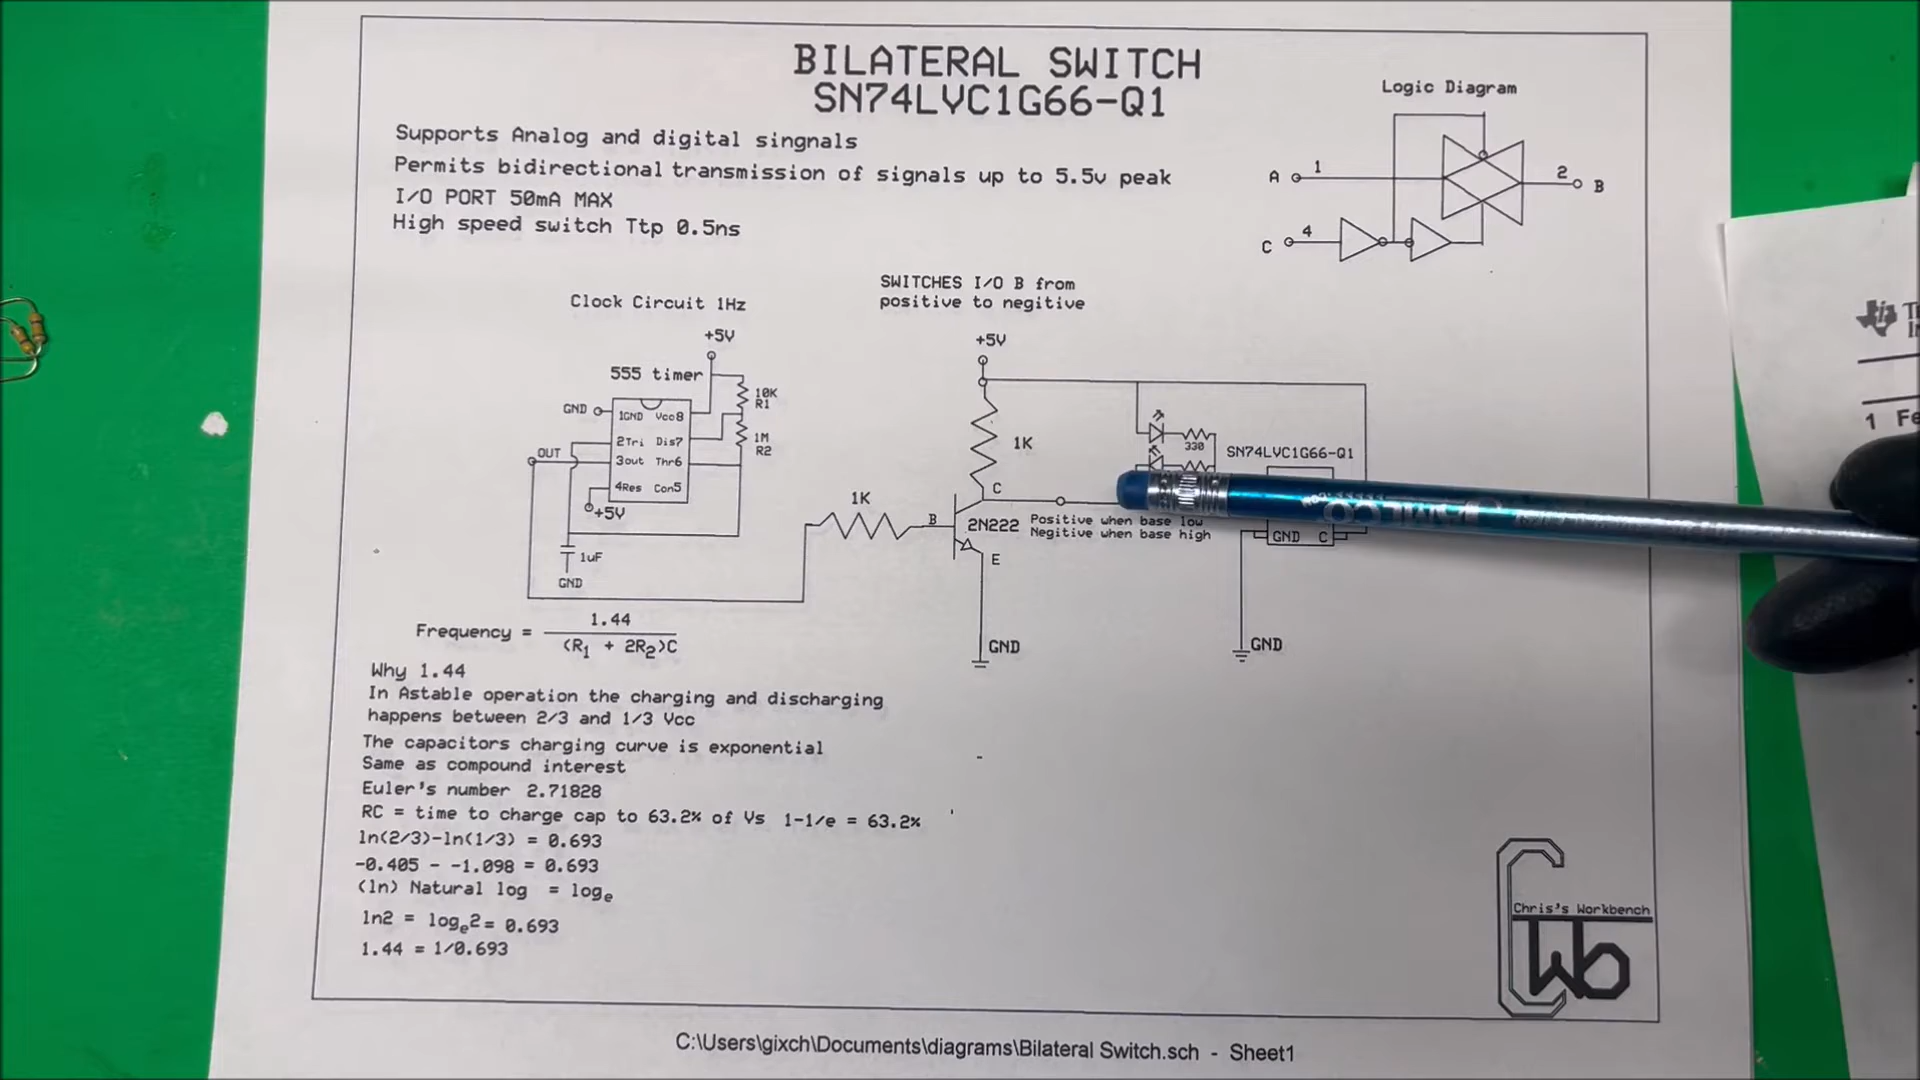 BILATERAL SWITCH
SN74LVC1G66-Q1
Supports Analog and digital singnals
Permits bidirectional transmission of signals up to 5.5v peak
I/O PORT 50mA MAX
High speed switch Ttp 0.5ns
Logic Diagram
A 1
2 B
C 4
Clock Circuit 1Hz
+5V
555 timer
GND
1GND Vcc8
2Tri Dis7
3out Thr6
4Res Con5
OUT
+5V
10K
R1
1M
R2
1uF
GND
SWITCHES I/O B from
positive to negitive
+5V
1K
1K
B
C
2N222
E
GND
Positive when base low
Negitive when base high
330
SN74LVC1G66-Q1
GND C
GND
Frequency = 1.44
(R1 + 2R2)C
Why 1.44
In Astable operation the charging and discharging
happens between 2/3 and 1/3 Vcc
The capacitors charging curve is exponential
Same as compound interest
Euler's number 2.71828
RC = time to charge cap to 63.2% of Vs 1-1/e = 63.2%
ln(2/3)-ln(1/3) = 0.693
-0.405 - -1.098 = 0.693
(ln) Natural log = loge
ln2 = loge2= 0.693
1.44 = 1/0.693
Chris's Workbench
CWb
C:\Users\gixch\Documents\diagrams\Bilateral Switch.sch - Sheet1
1 Fe